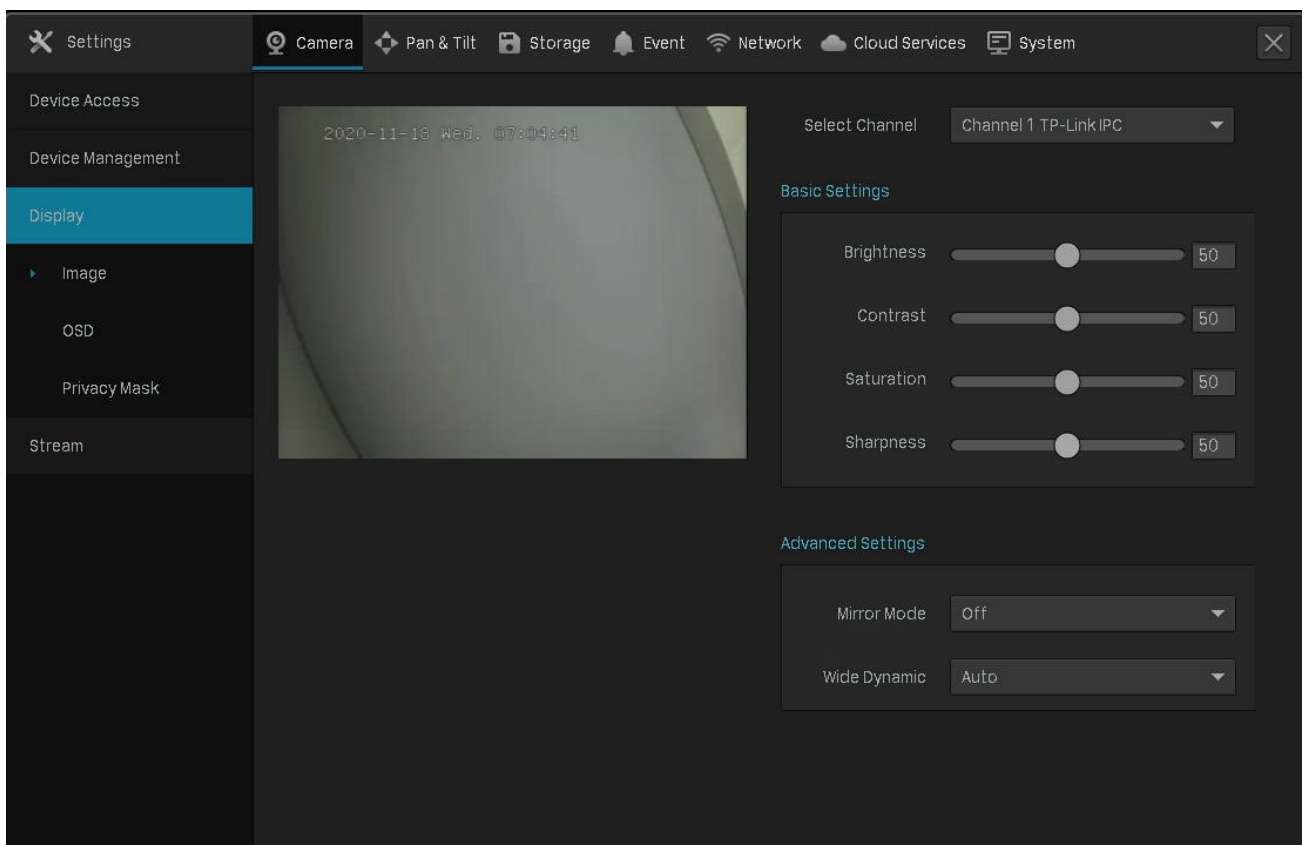 Settings
Camera
Pan & Tilt
Storage
Event
Network
Cloud Services
System
Device Access
Device Management
Display
Image
OSD
Privacy Mask
Stream
2020-11-18 Wed. 07:04:41
Select Channel
Channel 1 TP-Link IPC
Basic Settings
Brightness 50
Contrast 50
Saturation 50
Sharpness 50
Advanced Settings
Mirror Mode Off
Wide Dynamic Auto